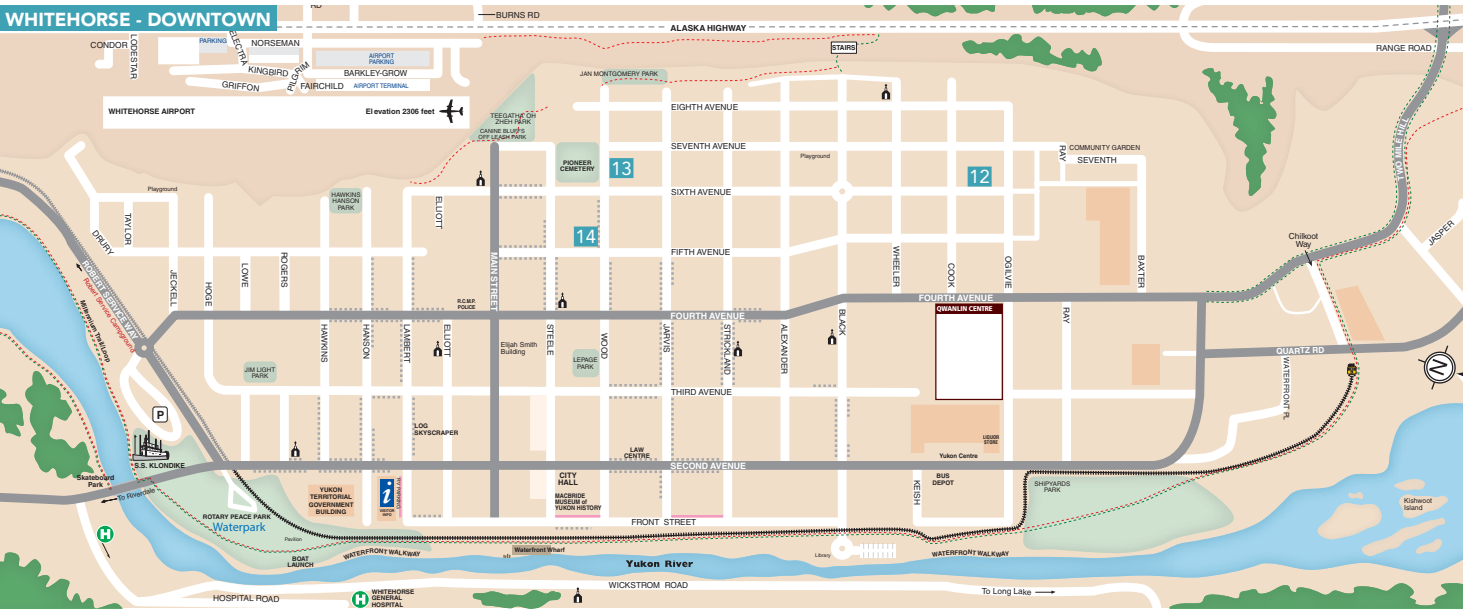 WHITEHORSE - DOWNTOWN
RD
BURNS RD
ALASKA HIGHWAY
STAIRS
RANGE ROAD
CONDOR
LODESTAR
PARKING
ELECTRA
NORSEMAN
AIRPORT
PARKING
KINGBIRD
PILGRIM
BARKLEY-GROW
GRIFFON
FAIRCHILD
AIRPORT TERMINAL
JAN MONTGOMERY PARK
WHITEHORSE AIRPORT
Elevation 2306 feet
TEEGATHA'OH
ZHEH PARK
CANINE BLUFFS
OFF LEASH PARK
EIGHTH AVENUE
SEVENTH AVENUE
PIONEER
CEMETERY
13
Playground
12
RAY
COMMUNITY GARDEN
SEVENTH
SIXTH AVENUE
Playground
HAWKINS
HANSON
PARK
ELLIOTT
TAYLOR
DRURY
14
FIFTH AVENUE
Chilkoot
Way
JASPER
ROBERT SERVICE WAY
Robert Service Campground
Millennium Trail Loop
JECKELL
HOGE
LOWE
ROGERS
MAIN STREET
WHEELER
COOK
OGILVIE
BAXTER
R.C.M.P.
POLICE
FOURTH AVENUE
FOURTH AVENUE
QWANLIN CENTRE
HAWKINS
HANSON
LAMBERT
ELLIOTT
Elijah Smith
Building
STEELE
WOOD
JARVIS
STRICKLAND
ALEXANDER
BLACK
RAY
QUARTZ RD
JIM LIGHT
PARK
LEPAGE
PARK
WATERFRONT PL
N
THIRD AVENUE
P
LOG
SKYSCRAPER
LIQUOR
STORE
LAW
CENTRE
Yukon Centre
S.S. KLONDIKE
SECOND AVENUE
Skateboard
Park
To Riverdale
YUKON
TERRITORIAL
GOVERNMENT
BUILDING
i
VISITOR
INFO
RV PARKING
CITY
HALL
MACBRIDE
MUSEUM of
YUKON HISTORY
KEISH
BUS
DEPOT
SHIPYARDS
PARK
Kishwoot
Island
ROTARY PEACE PARK
Waterpark
FRONT STREET
H
Pavilion
BOAT
LAUNCH
WATERFRONT WALKWAY
Waterfront Wharf
Library
WATERFRONT WALKWAY
Yukon River
WICKSTROM ROAD
To Long Lake
HOSPITAL ROAD
H
WHITEHORSE
GENERAL
HOSPITAL